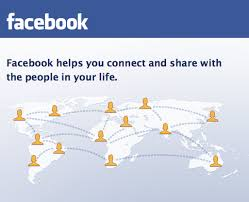 facebook
Facebook helps you connect and share with
the people in your life.